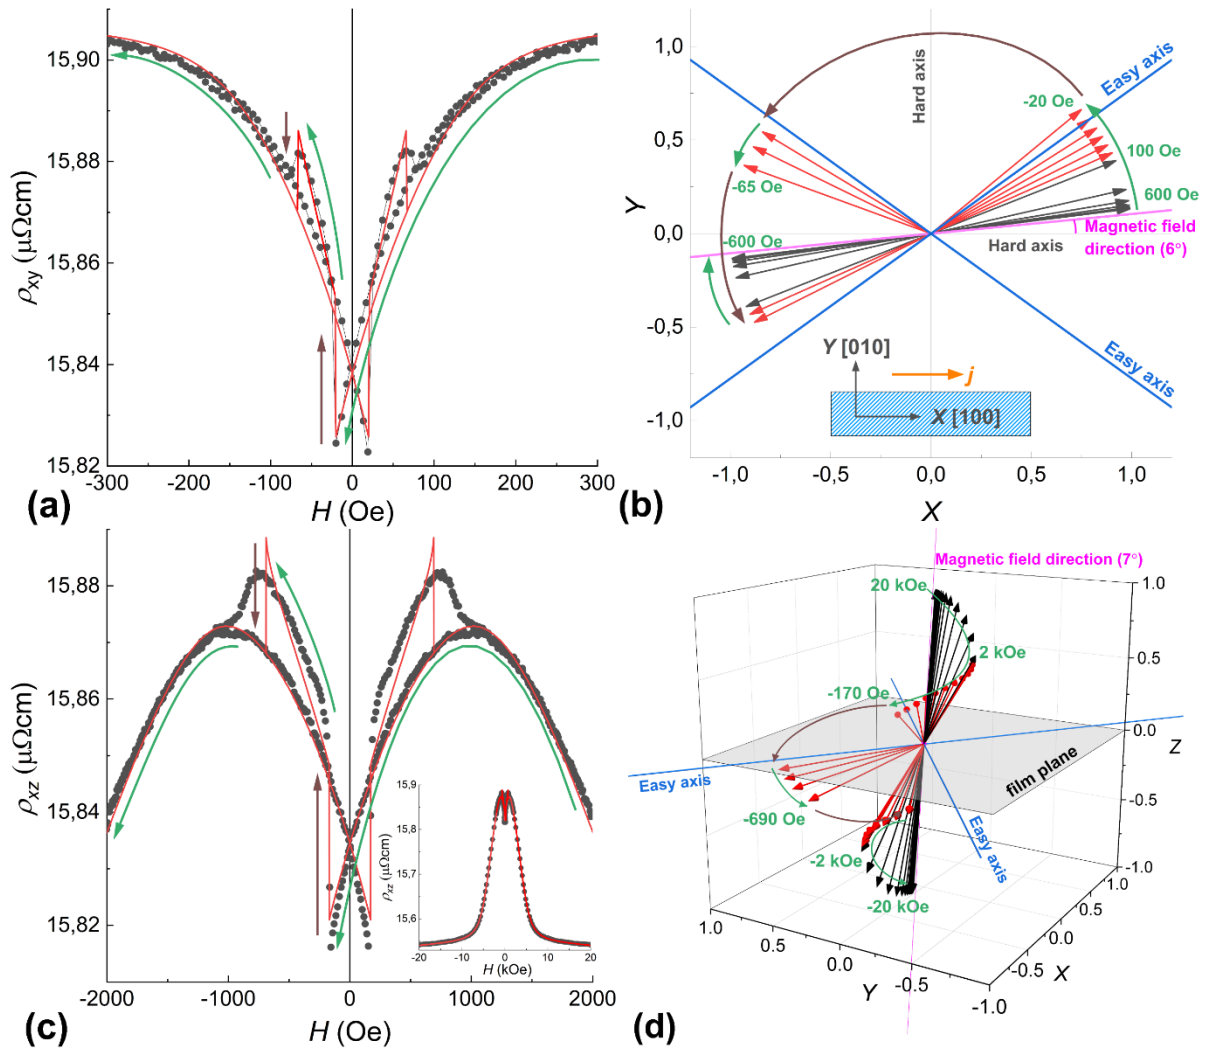 15,90
15,88
15,86
15,84
15,82
ρxy (μΩcm)
-300 -200 -100 0 100 200 300
H (Oe)
(a)
1,0
0,5
0,0
-0,5
-1,0
Y
Hard axis
Easy axis
-20 Oe
100 Oe
600 Oe
-65 Oe
-600 Oe
Magnetic field
direction (6°)
Hard axis
Easy axis
Y [010]
j
X [100]
-1,0 -0,5 0,0 0,5 1,0
X
(b)
15,88
15,86
15,84
15,82
ρxz (μΩcm)
15,9
15,8
15,7
15,6
ρxz (μΩcm)
-20 -10 0 10 20
H (kOe)
-2000 -1000 0 1000 2000
H (Oe)
(c)
Magnetic field direction (7°)
20 kOe
2 kOe
-170 Oe
Easy axis
film plane
-690 Oe
Easy axis
-2 kOe
-20 kOe
1.0
0.5
0.0
-0.5
-1.0
Z
1.0
0.5
0.0
-0.5
-1.0
X
1.0
0.5
0.0
-0.5
-1.0
Y
(d)